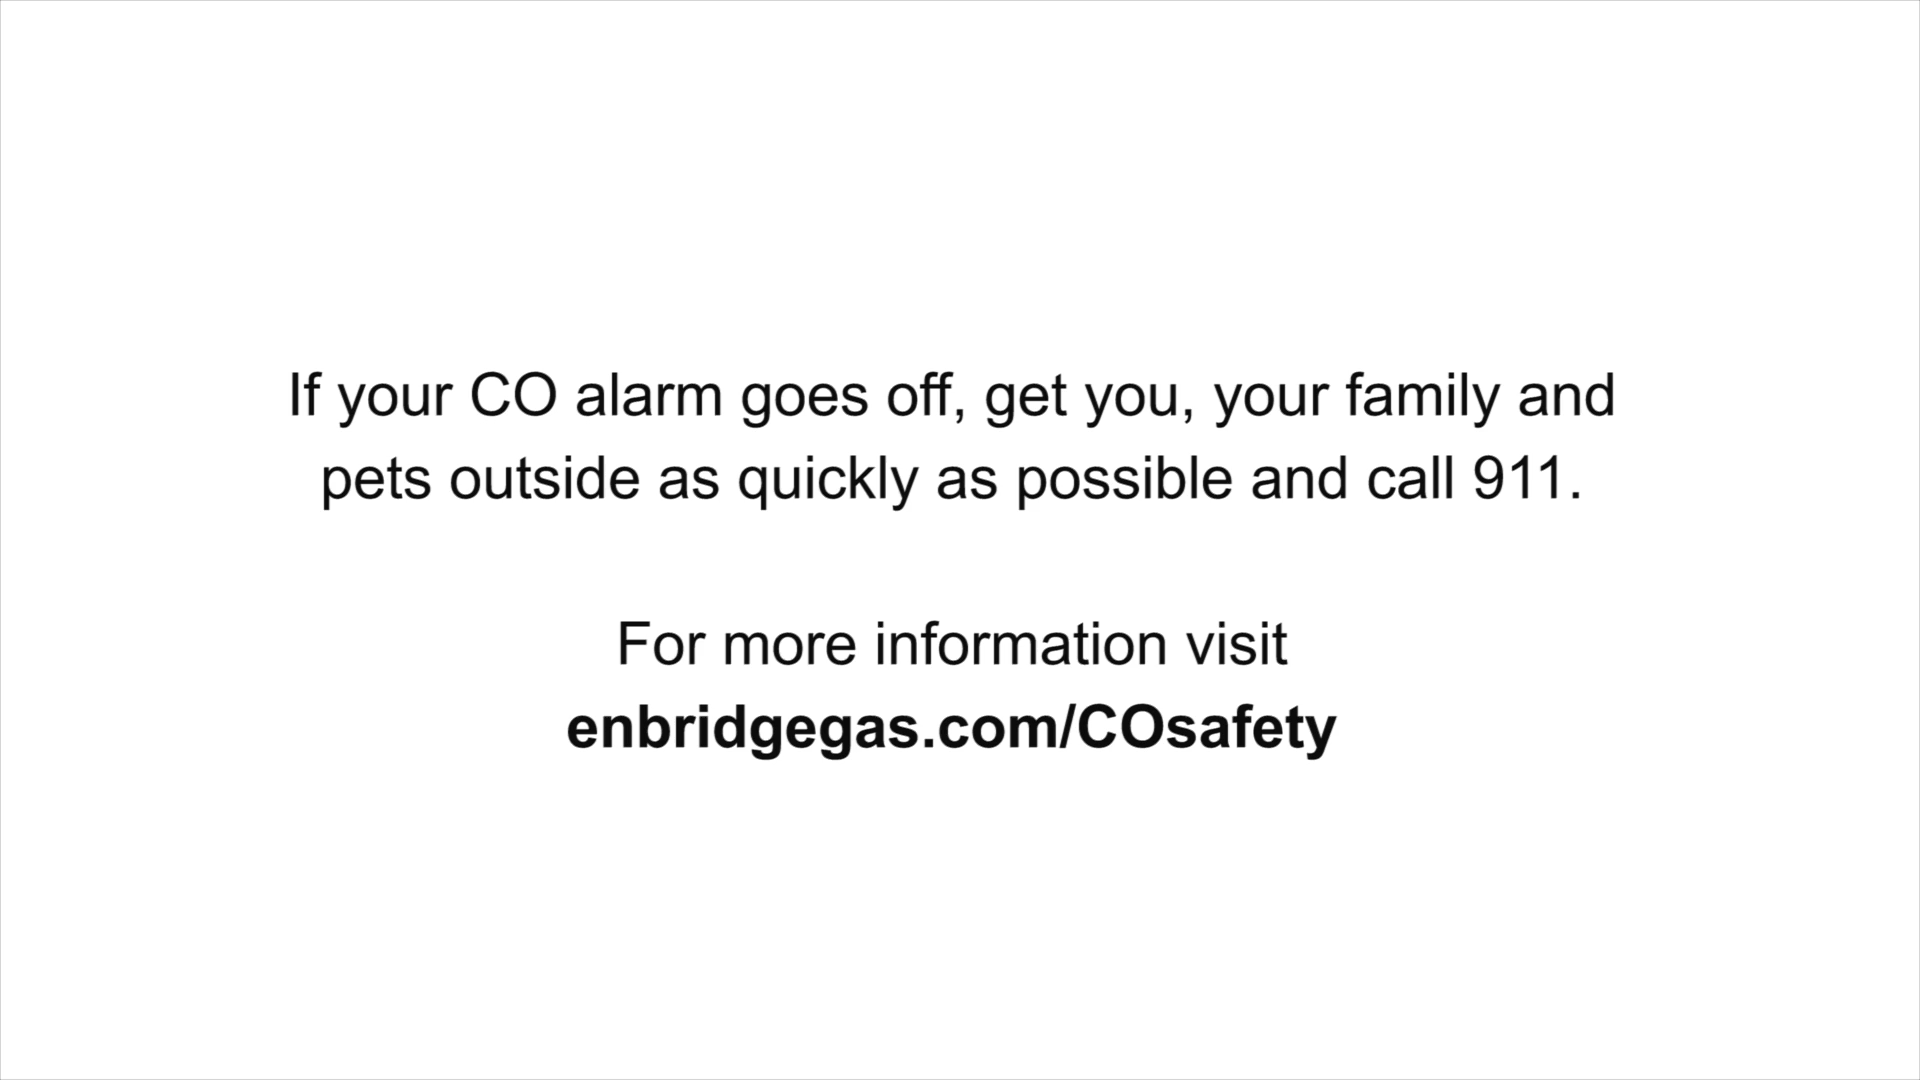 If your CO alarm goes off, get you, your family and
pets outside as quickly as possible and call 911.
For more information visit
enbridgegas.com/COsafety